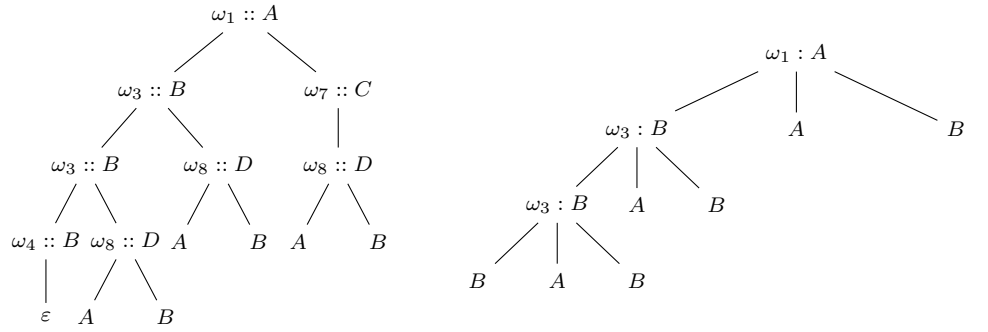 ω₁ :: A
ω₁ : A
ω₃ :: B ω₇ :: C
ω₃ : B A B
ω₃ :: B ω₈ :: D ω₈ :: D
ω₃ : B A B
ω₄ :: B ω₈ :: D A B A B
B A B
ε A B